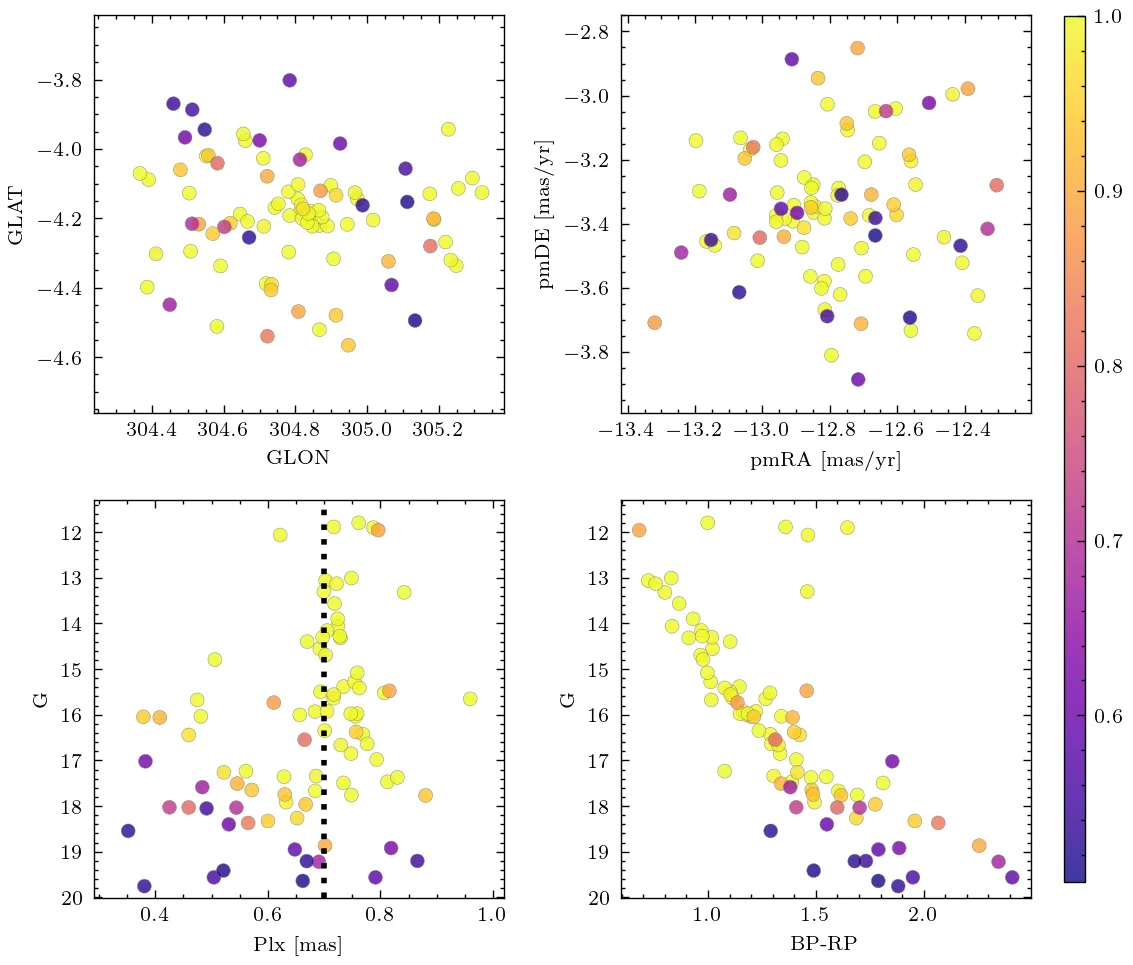 −3.8
−4.0
−4.2
−4.4
−4.6
GLAT
304.4 304.6 304.8 305.0 305.2
GLON
−2.8
−3.0
−3.2
−3.4
−3.6
−3.8
pmDE [mas/yr]
−13.4 −13.2 −13.0 −12.8 −12.6 −12.4
pmRA [mas/yr]
12
13
14
15
16
17
18
19
20
G
0.4 0.6 0.8 1.0
Plx [mas]
12
13
14
15
16
17
18
19
20
G
1.0 1.5 2.0
BP-RP
1.0
0.9
0.8
0.7
0.6